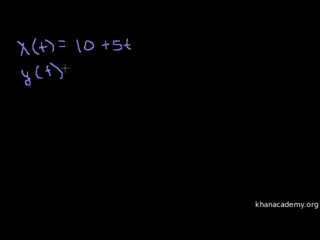 x(t) = 10 + 5t
y(t)
khanacademy.org